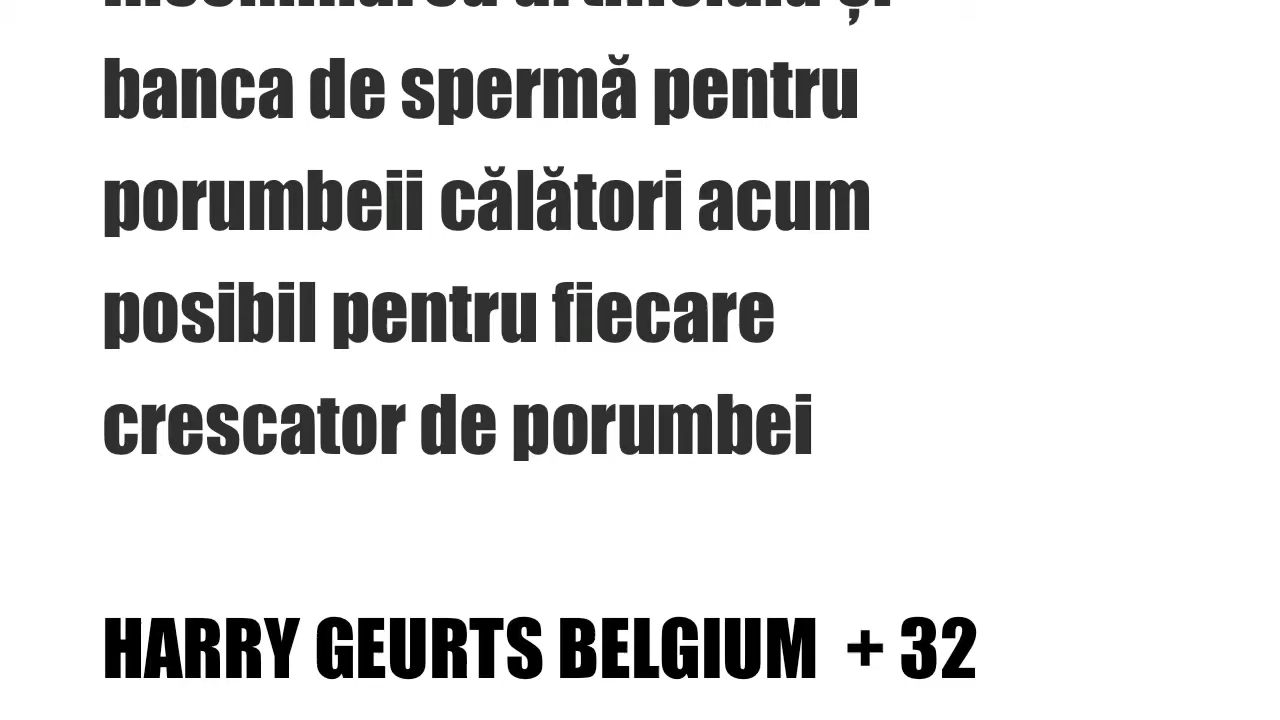 banca de spermă pentru
porumbeii călători acum
posibil pentru fiecare
crescator de porumbei
HARRY GEURTS BELGIUM + 32